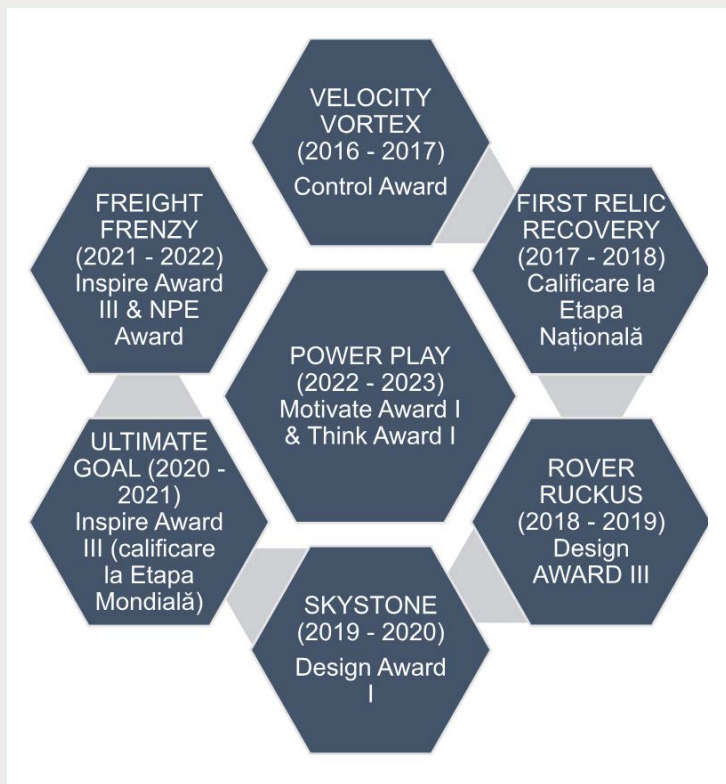 VELOCITY
VORTEX
(2016 - 2017)
Control Award
FIRST RELIC
RECOVERY
(2017 - 2018)
Calificare la
Etapa
Națională
ROVER
RUCKUS
(2018 - 2019)
Design
AWARD III
SKYSTONE
(2019 - 2020)
Design Award
I
ULTIMATE
GOAL (2020 -
2021)
Inspire Award
III (calificare
la Etapa
Mondială)
FREIGHT
FRENZY
(2021 - 2022)
Inspire Award
III & NPE
Award
POWER PLAY
(2022 - 2023)
Motivate Award I
& Think Award I